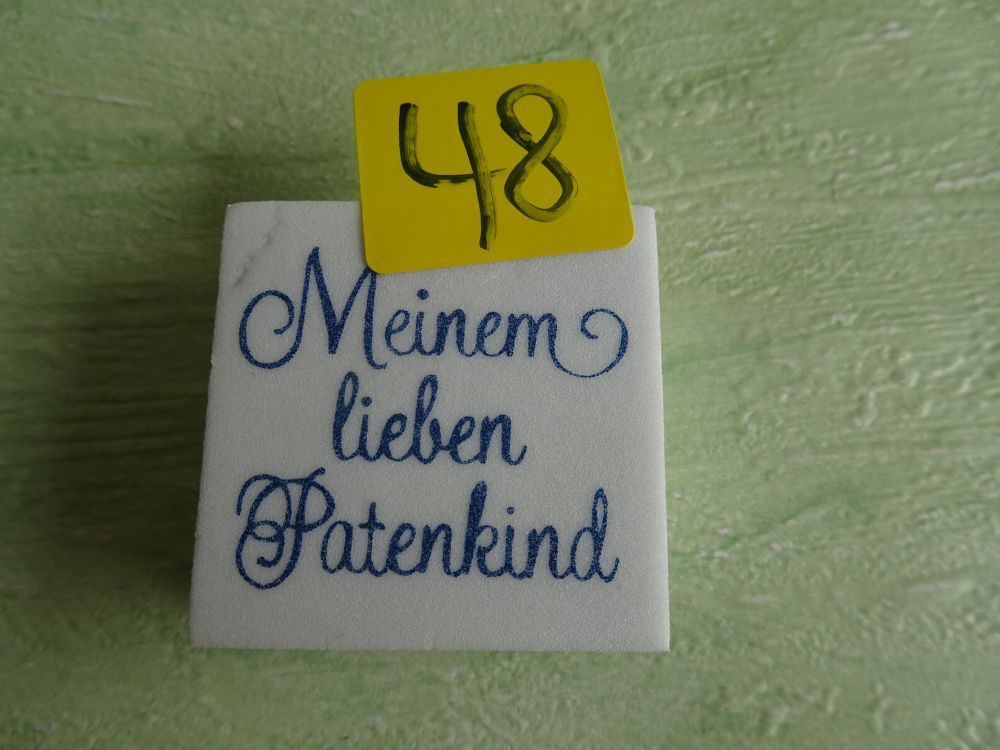 48
Meinem
lieben
Patenkind